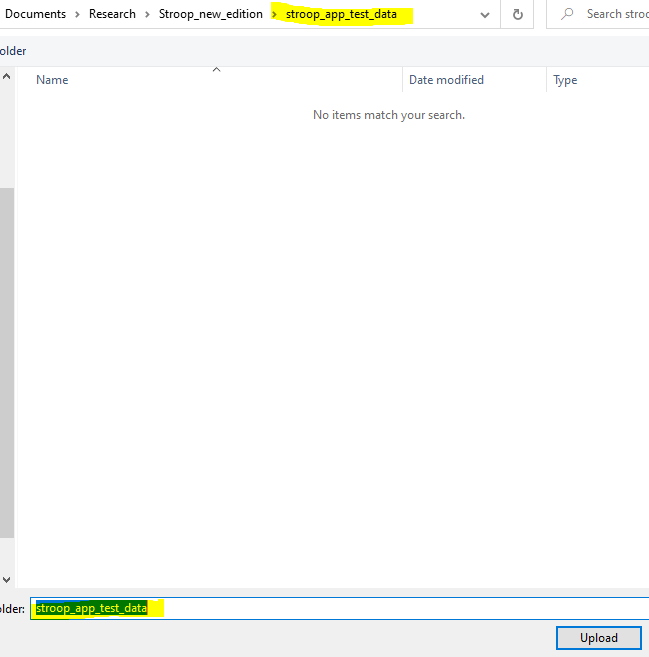 Documents > Research > Stroop_new_edition > stroop_app_test_data Search stroo
older
Name Date modified Type
No items match your search.
older: stroop_app_test_data
Upload